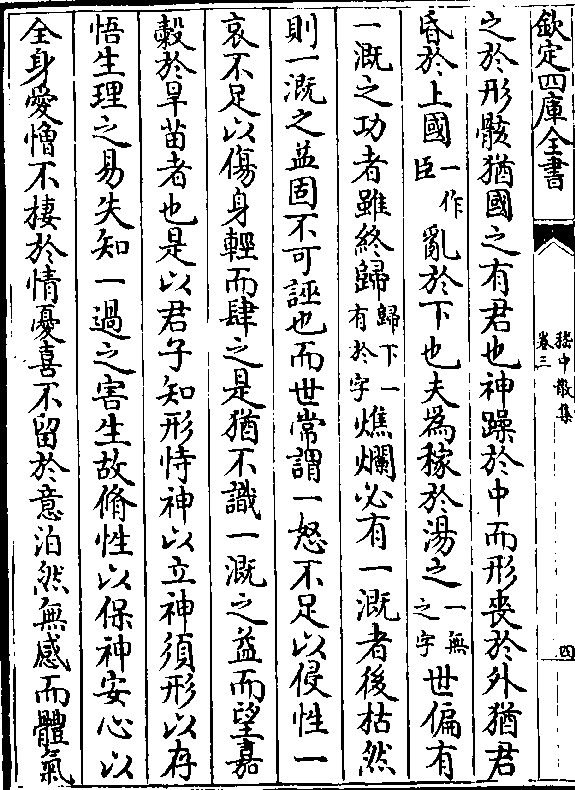 欽定四庫全書
嵇中散集
卷三
四
之於形骸猶國之有君也神躁於中而形喪於外猶君
昏於上國一作臣亂於下也夫為稼於湯之一無之字世偏有
一溉之功者雖終歸歸下一有於字燋爛必有一溉者後枯然
則一溉之益固不可誣也而世常謂一怒不足以侵性一
哀不足以傷身輕而肆之是猶不識一溉之益而望嘉
穀於旱苗者也是以君子知形恃神以立神須形以存
悟生理之易失知一過之害生故脩性以保神安心以
全身愛憎不棲於情憂喜不留於意泊然無感而體氣